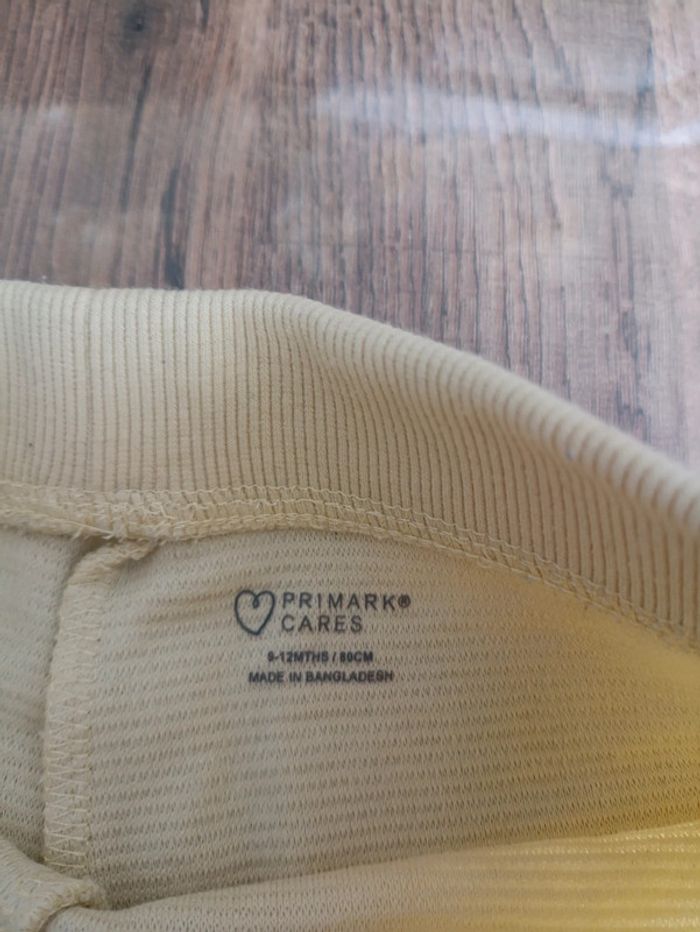 PRIMARK®
CARES
9-12MTHS / 80CM
MADE IN BANGLADESH